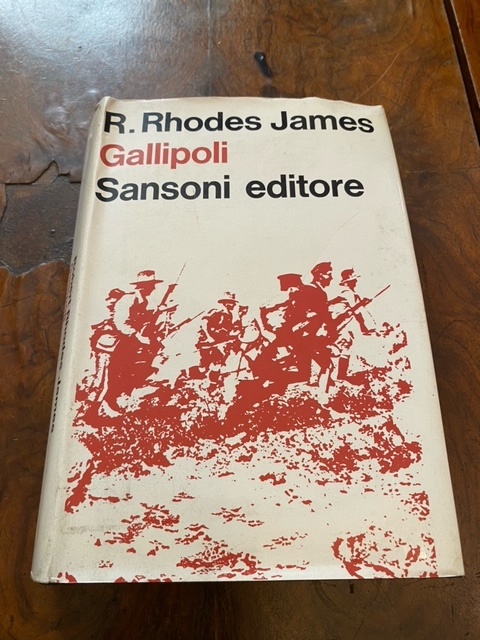 R. Rhodes James
Gallipoli
Sansoni editore